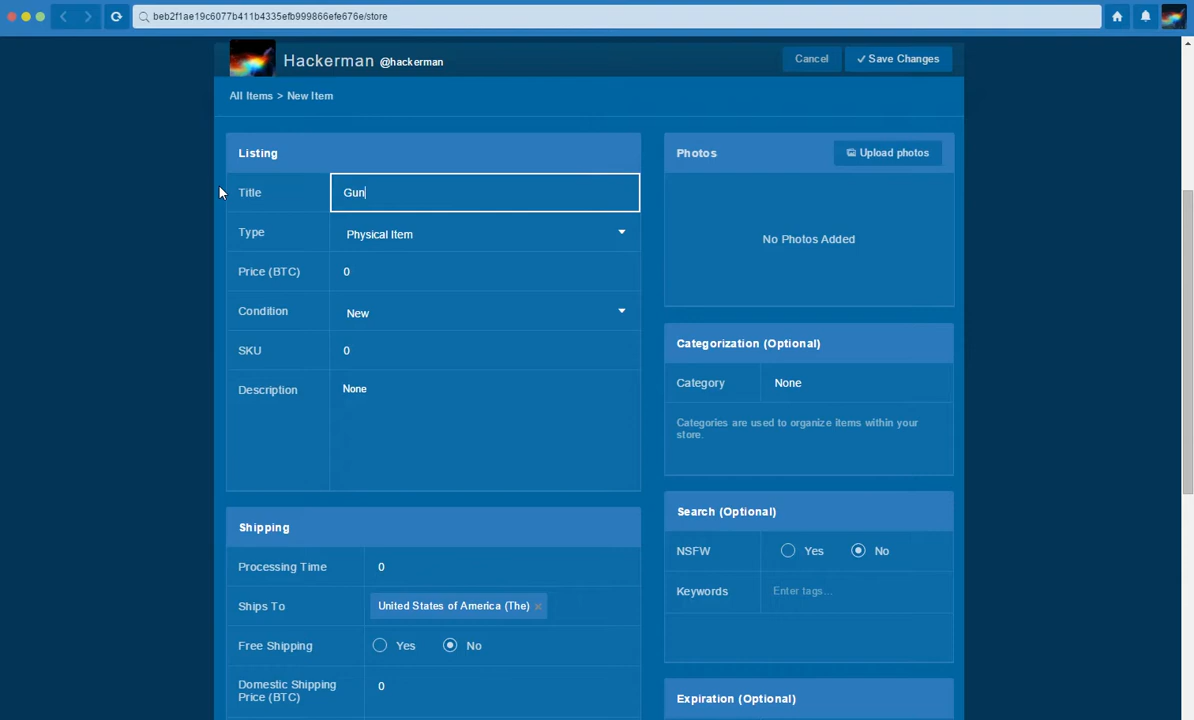 beb2f1ae19c6077b411b4335efb999866efe676e/store
Hackerman @hackerman
Cancel
Save Changes
All Items > New Item
Listing
Title
Gun
Type
Physical Item
Price (BTC)
0
Condition
New
SKU
0
Description
None
Shipping
Processing Time
0
Ships To
United States of America (The) ×
Free Shipping
Yes
No
Domestic Shipping
Price (BTC)
0
Photos
Upload photos
No Photos Added
Categorization (Optional)
Category
None
Categories are used to organize items within your
store.
Search (Optional)
NSFW
Yes
No
Keywords
Enter tags...
Expiration (Optional)